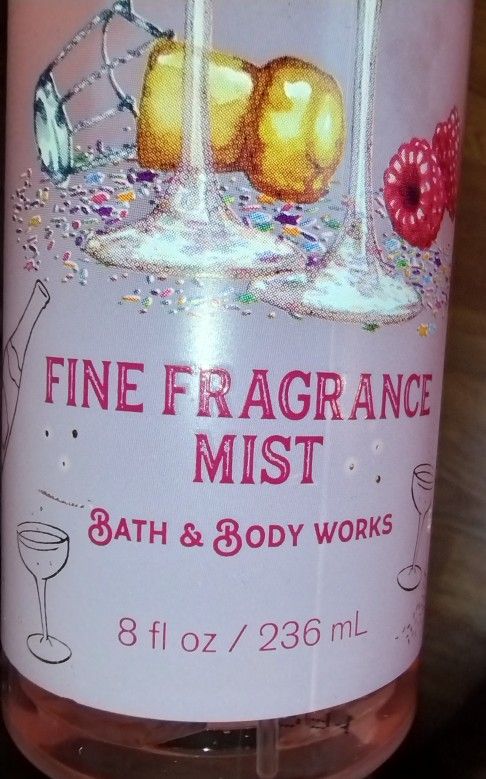 FINE FRAGRANCE
MIST
BATH & BODY WORKS
8 fl oz / 236 mL